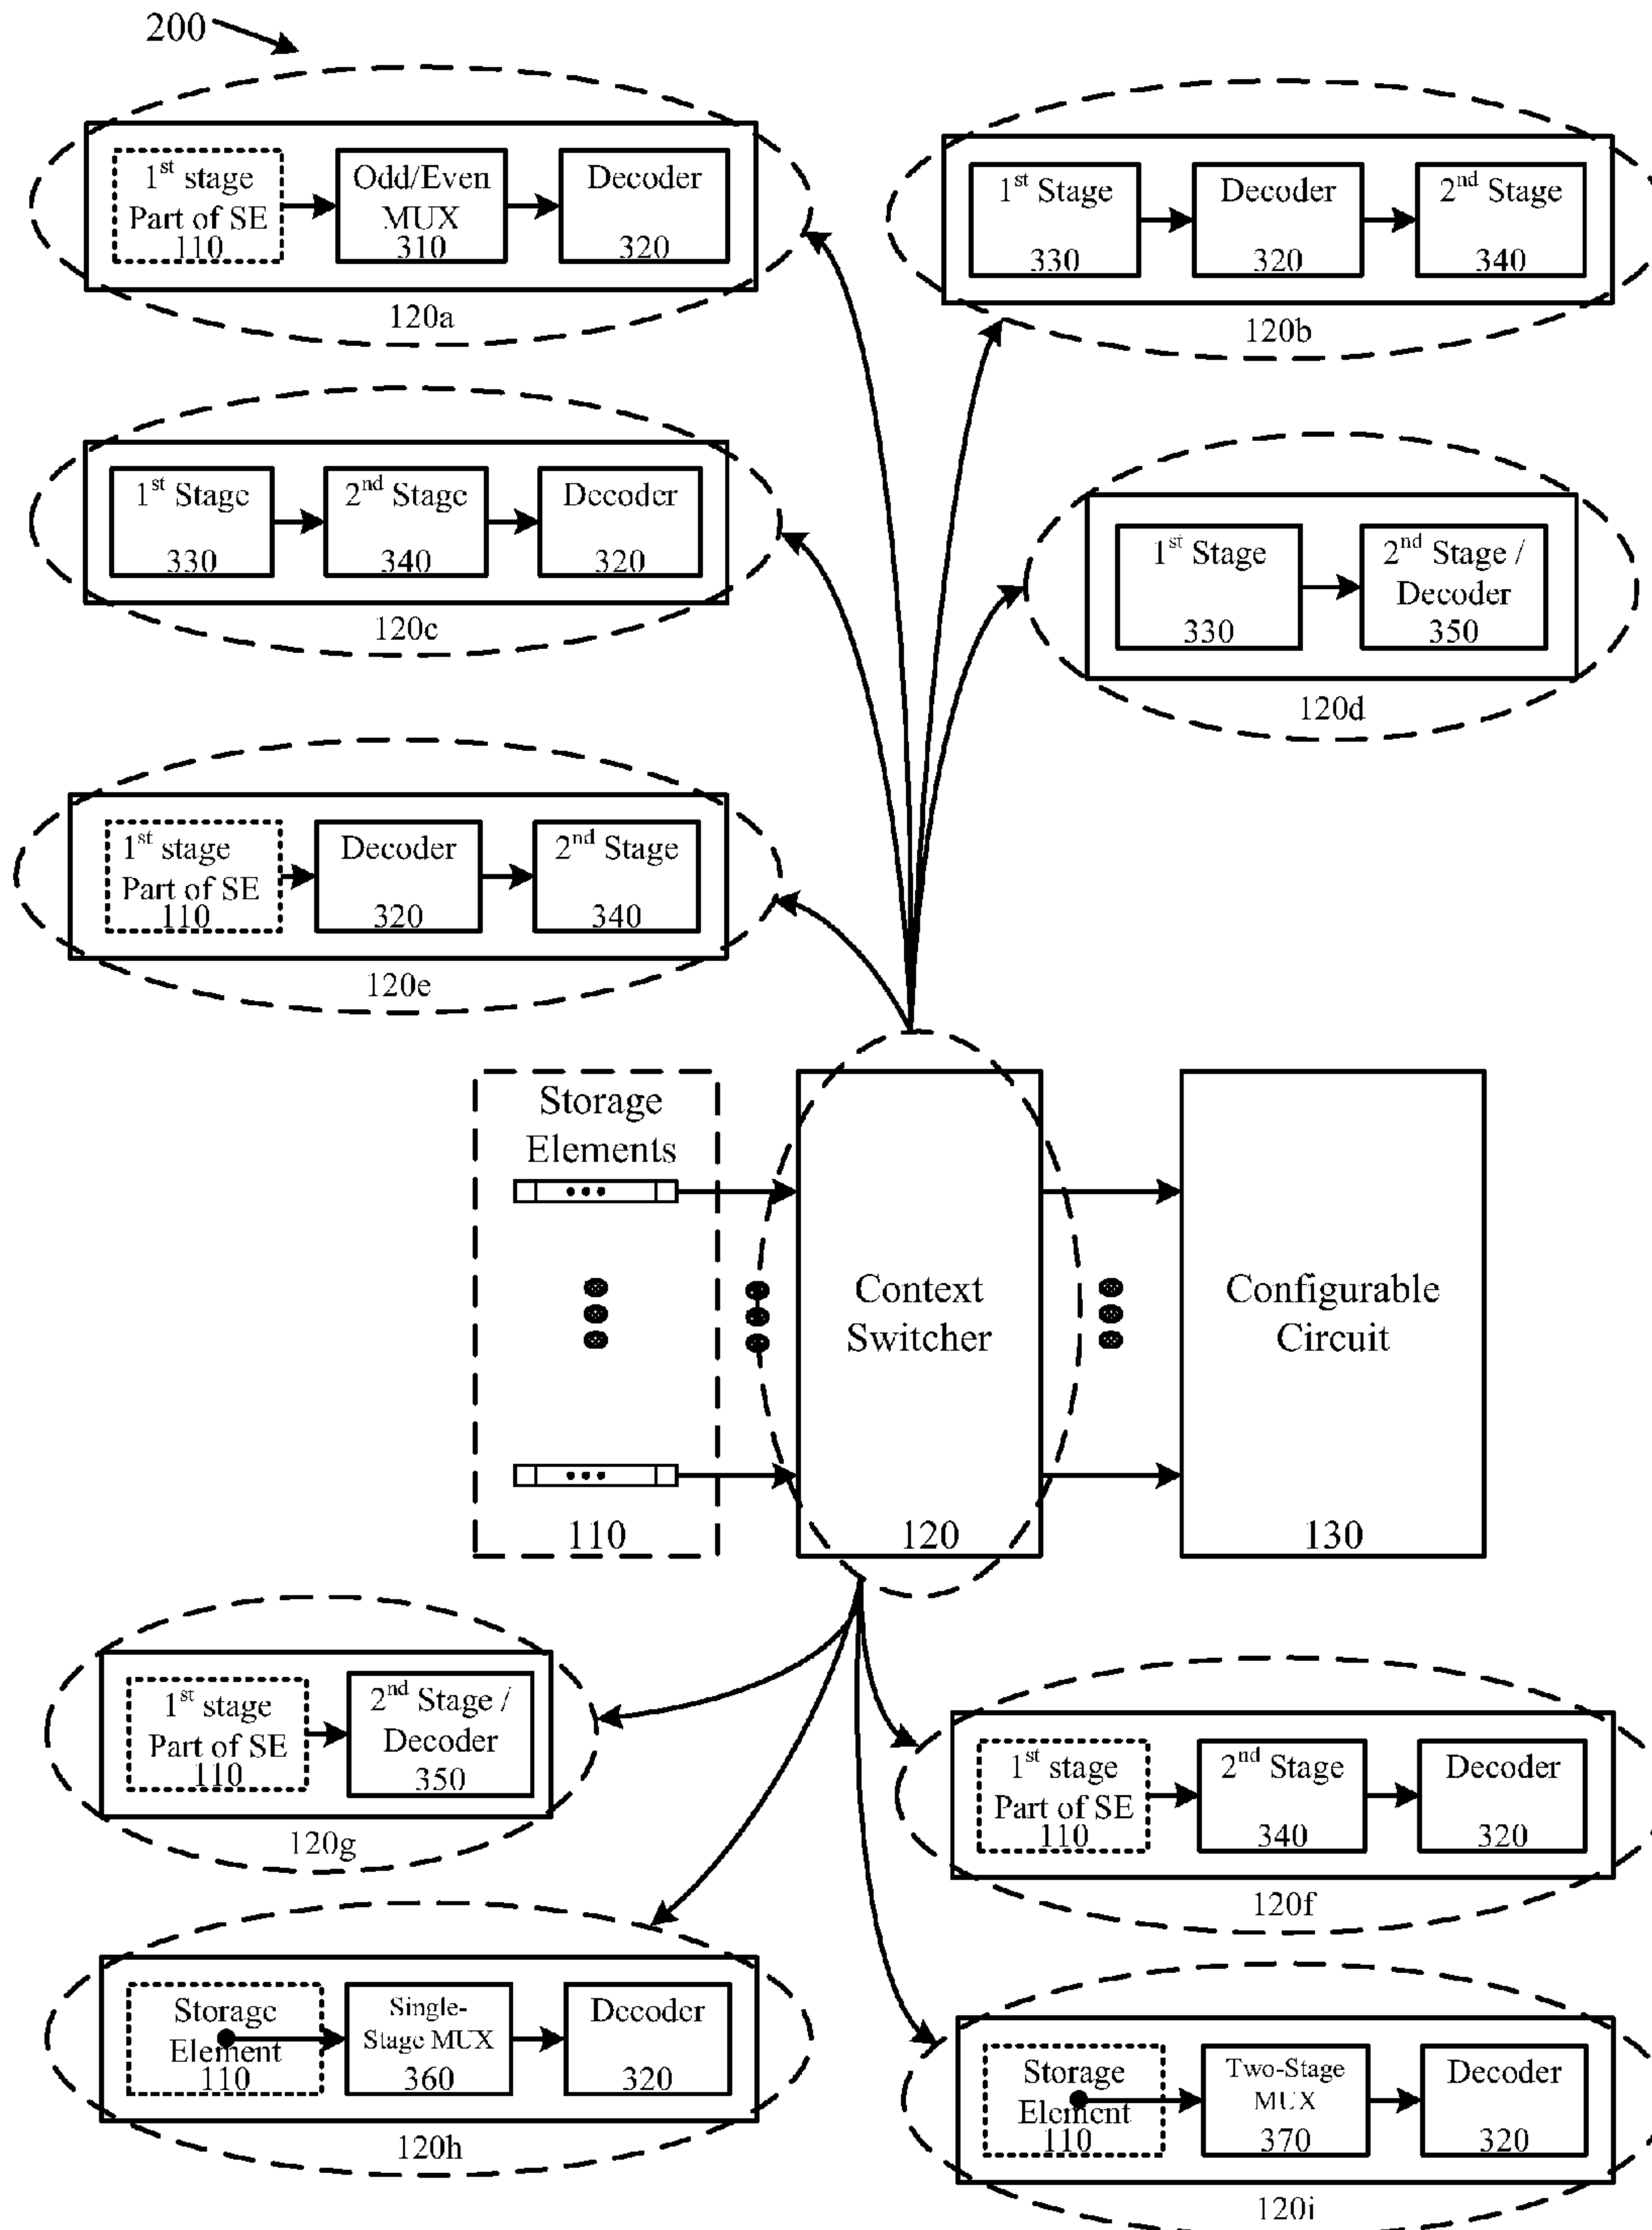 200
1st stage
Part of SE
110
Odd/Even
MUX
310
Decoder
320
120a
1st Stage
330
Decoder
320
2nd Stage
340
120b
1st Stage
330
2nd Stage
340
Decoder
320
120c
1st Stage
330
2nd Stage /
Decoder
350
120d
1st stage
Part of SE
110
Decoder
320
2nd Stage
340
120e
Storage
Elements
110
Context
Switcher
120
Configurable
Circuit
130
1st stage
Part of SE
110
2nd Stage /
Decoder
350
120g
1st stage
Part of SE
110
2nd Stage
340
Decoder
320
120f
Storage
Element
110
Single-
Stage MUX
360
Decoder
320
120h
Storage
Element
110
Two-Stage
MUX
370
Decoder
320
120i